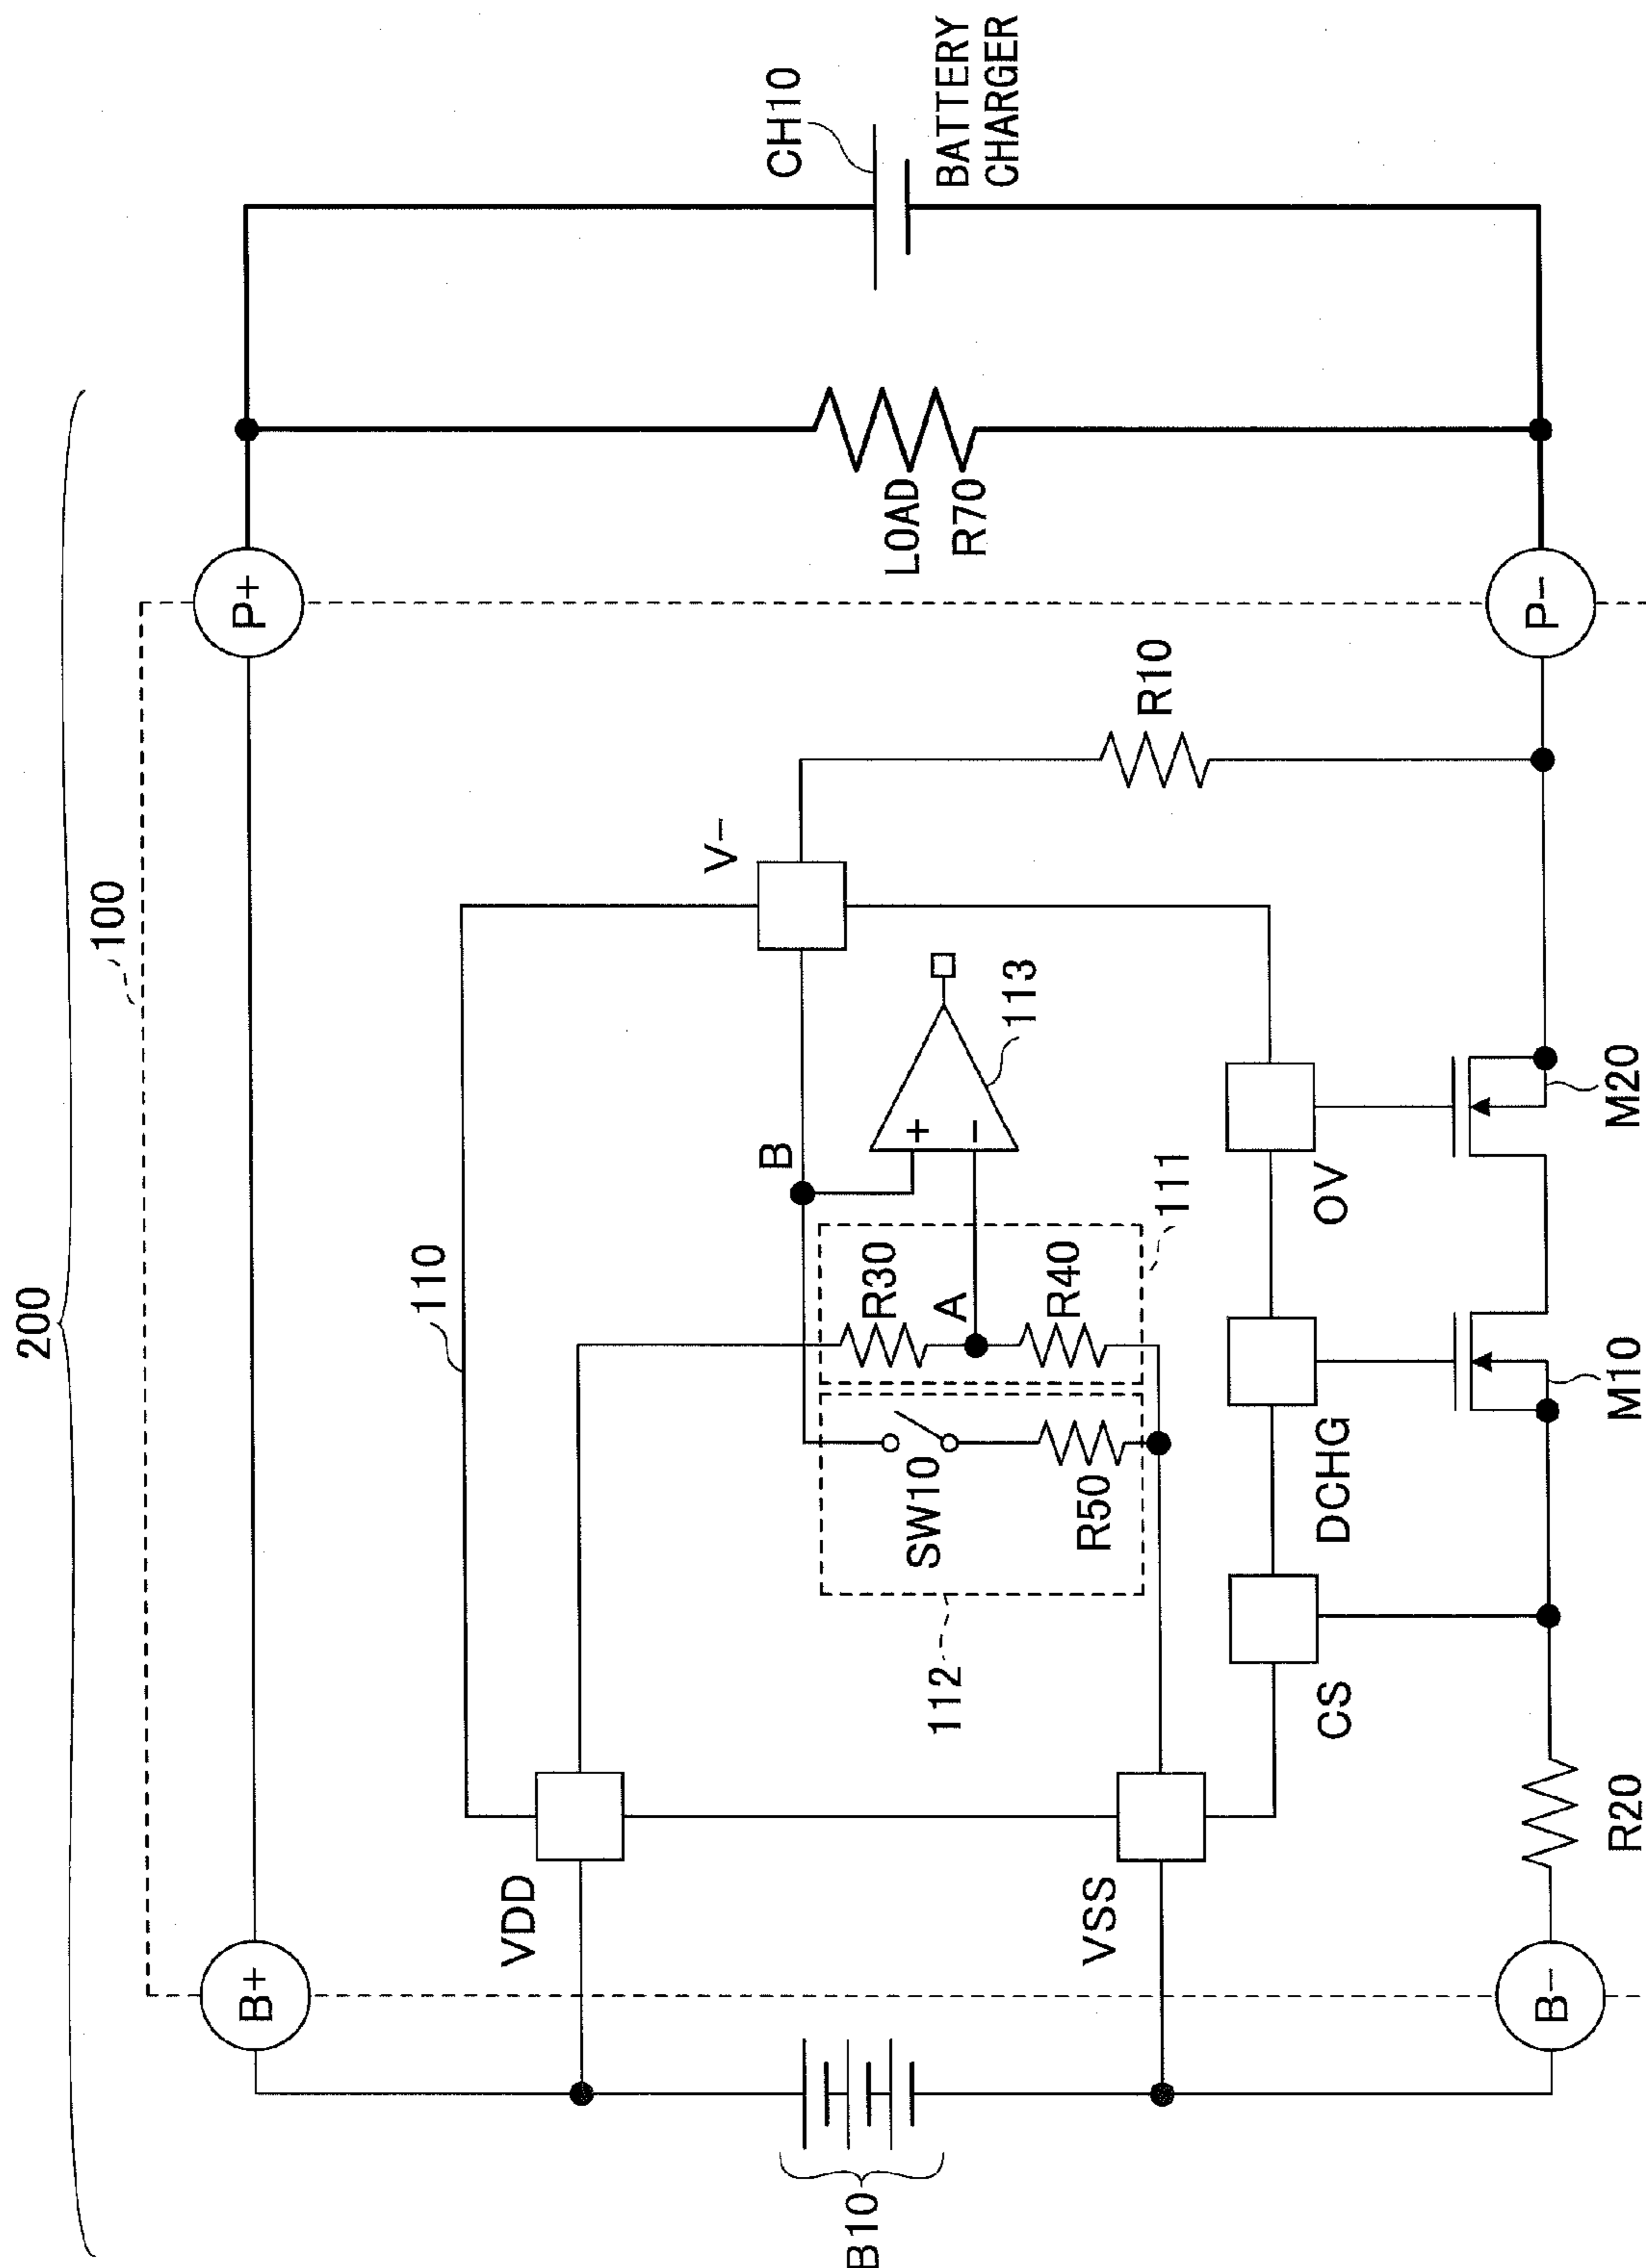 200
100
B+
P+
CH10
BATTERY
CHARGER
110
V−
VDD
B
LOAD
R70
B10
112
SW10
R50
R30
A
R40
+
−
113
111
R10
VSS
CS
DCHG
OV
B−
R20
M10
M20
P−